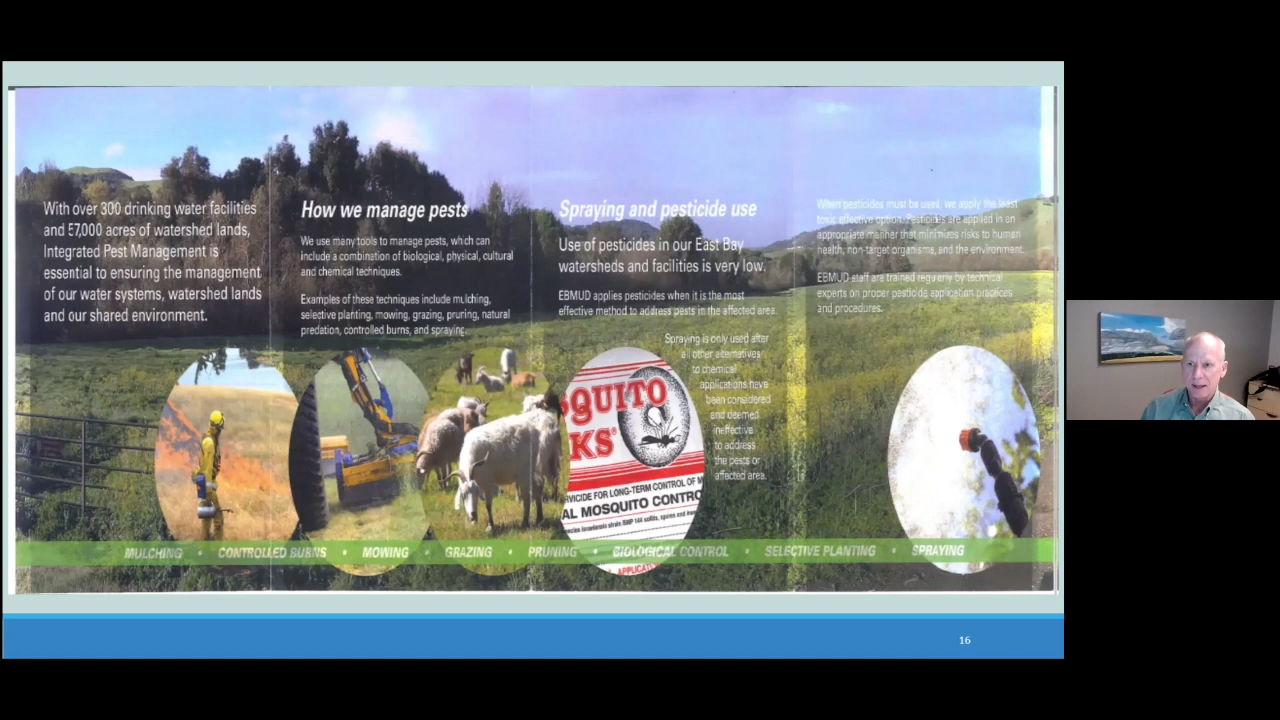 With over 300 drinking water facilities
and 57,000 acres of watershed lands,
Integrated Pest Management is
essential to ensuring the management
of our water systems, watershed lands
and our shared environment.
How we manage pests
We use many tools to manage pests, which can
include a combination of biological, physical, cultural
and chemical techniques.
Examples of these techniques include mulching,
selective planting, mowing, grazing, pruning, natural
predation, controlled burns, and spraying.
Spraying and pesticide use
Use of pesticides in our East Bay
watersheds and facilities is very low.
EBMUD applies pesticides when it is the most
effective method to address pests in the affected area.
Spraying is only used after
all other alternatives
to chemical
applications have
been considered
and deemed
ineffective
to address
the pests or
affected area.
When pesticides must be used, we apply the least
toxic effective option. Pesticides are applied in an
appropriate manner that minimizes risks to human
health, non-target organisms, and the environment.
EBMUD staff are trained regularly by technical
experts on proper pesticide application practices
and procedures.
QUITO
KS®
RVICIDE FOR LONG-TERM CONTROL OF M
AL MOSQUITO CONTRO
APPLICATI
MULCHING • CONTROLLED BURNS • MOWING • GRAZING • PRUNING • BIOLOGICAL CONTROL • SELECTIVE PLANTING • SPRAYING
16